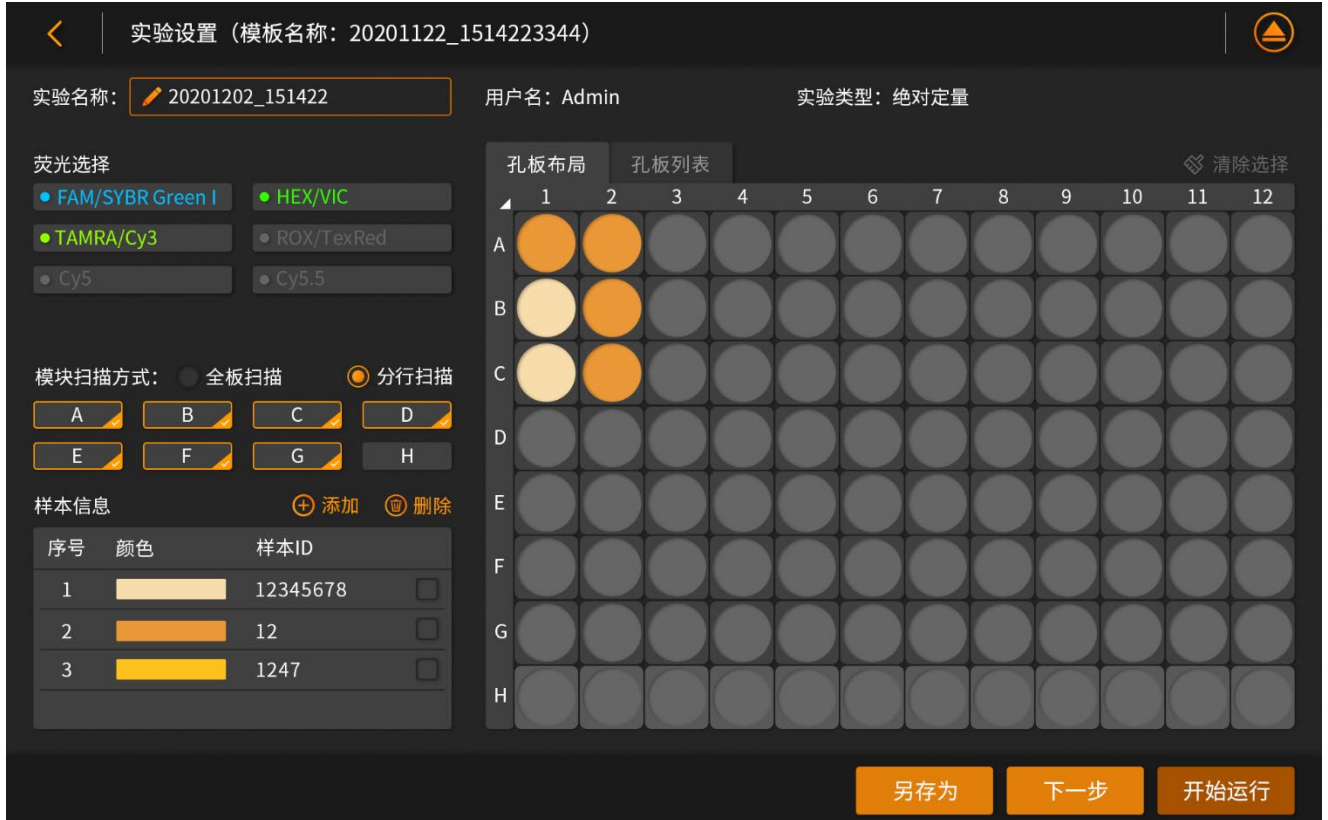 实验设置（模板名称：20201122_1514223344）
实验名称： 20201202_151422 用户名：Admin 实验类型：绝对定量
荧光选择
FAM/SYBR Green I HEX/VIC
TAMRA/Cy3 ROX/TexRed
Cy5 Cy5.5
模块扫描方式： 全板扫描 分行扫描
A B C D
E F G H
样本信息 添加 删除
序号 颜色 样本ID
1 12345678
2 12
3 1247
孔板布局 孔板列表 清除选择
1 2 3 4 5 6 7 8 9 10 11 12
A
B
C
D
E
F
G
H
另存为 下一步 开始运行